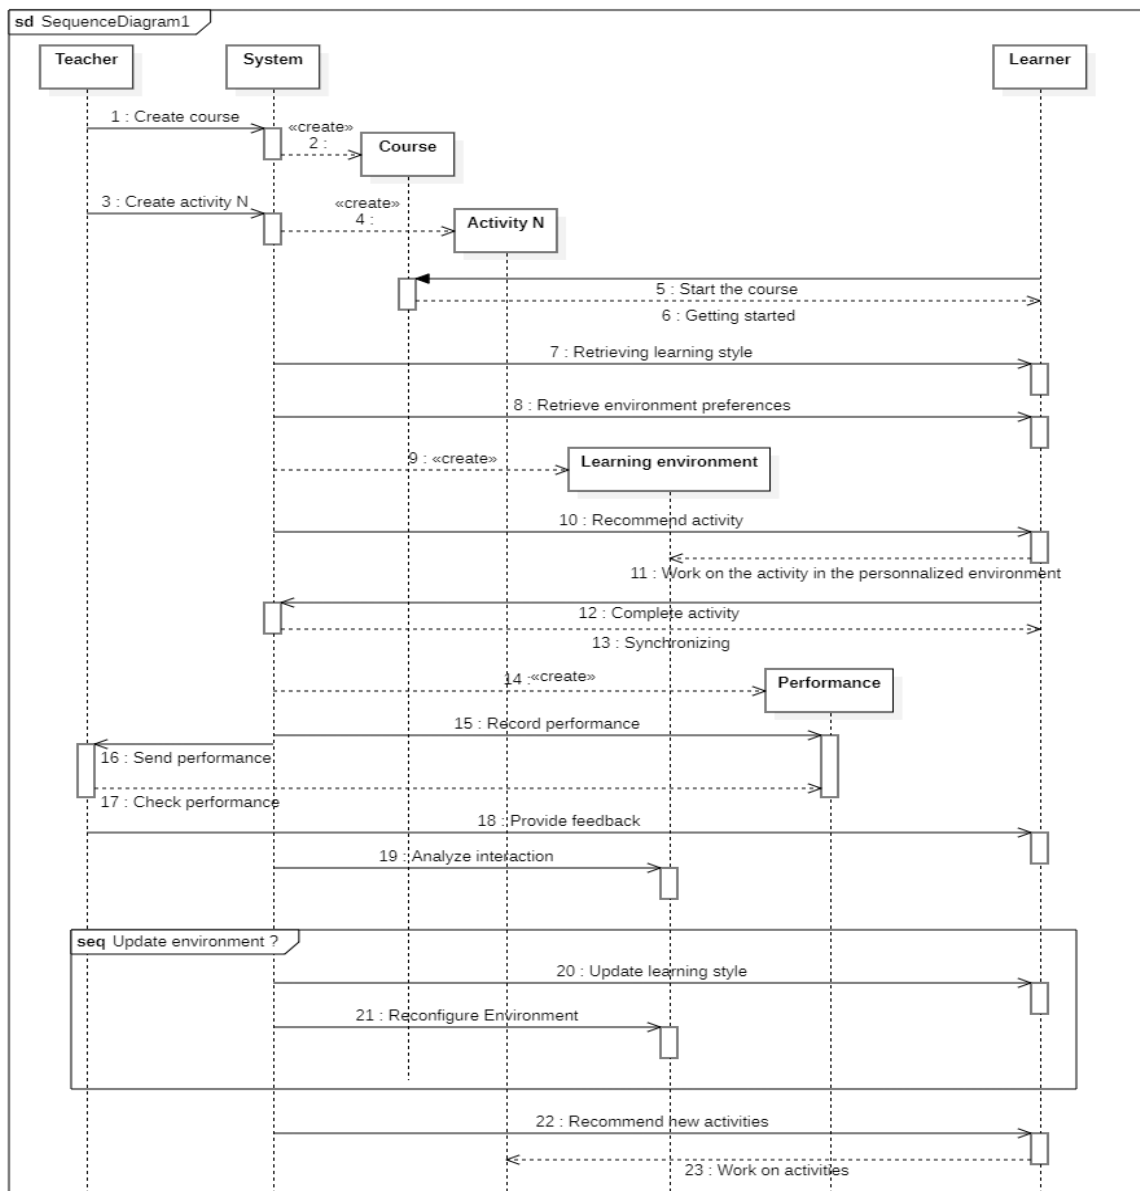 sd SequenceDiagram1
Teacher
System
Learner
1 : Create course
«create»
2 :
Course
3 : Create activity N
«create»
4 :
Activity N
5 : Start the course
6 : Getting started
7 : Retrieving learning style
8 : Retrieve environment preferences
9 : «create»
Learning environment
10 : Recommend activity
11 : Work on the activity in the personnalized environment
12 : Complete activity
13 : Synchronizing
14 : «create»
Performance
15 : Record performance
16 : Send performance
17 : Check performance
18 : Provide feedback
19 : Analyze interaction
seq Update environment ?
20 : Update learning style
21 : Reconfigure Environment
22 : Recommend new activities
23 : Work on activities